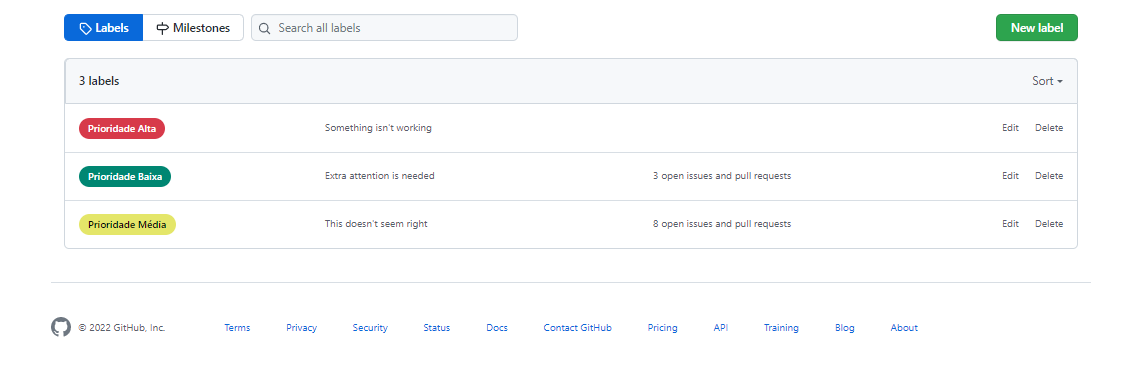 Labels Milestones Search all labels New label
3 labels Sort
Prioridade Alta Something isn't working Edit Delete
Prioridade Baixa Extra attention is needed 3 open issues and pull requests Edit Delete
Prioridade Média This doesn't seem right 8 open issues and pull requests Edit Delete
© 2022 GitHub, Inc. Terms Privacy Security Status Docs Contact GitHub Pricing API Training Blog About